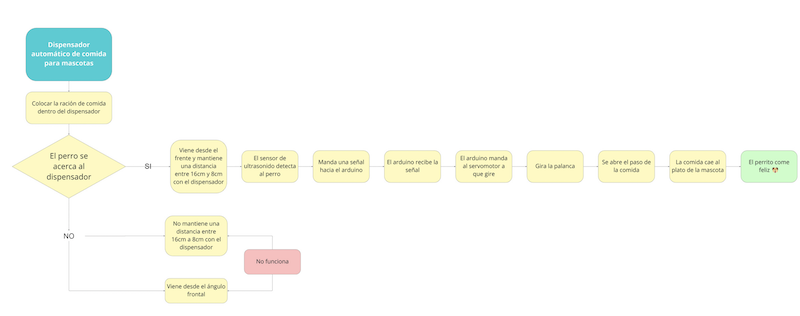 Dispensador
automático de comida
para mascotas
Colocar la ración de comida
dentro del dispensador
El perro se
acerca al
dispensador
SI
Viene desde el
frente y mantiene
una distancia
entre 16cm y 8cm
con el dispensador
El sensor de
ultrasonido detecta
al perro
Manda una señal
hacia el arduino
El arduino recibe la
señal
El arduino manda
al servomotor a
que gire
Gira la palanca
Se abre el paso de
la comida
La comida cae al
plato de la mascota
El perrito come
feliz 🐶
NO
No mantiene una
distancia entre
16cm a 8cm con el
dispensador
No funciona
Viene desde el ángulo
frontal